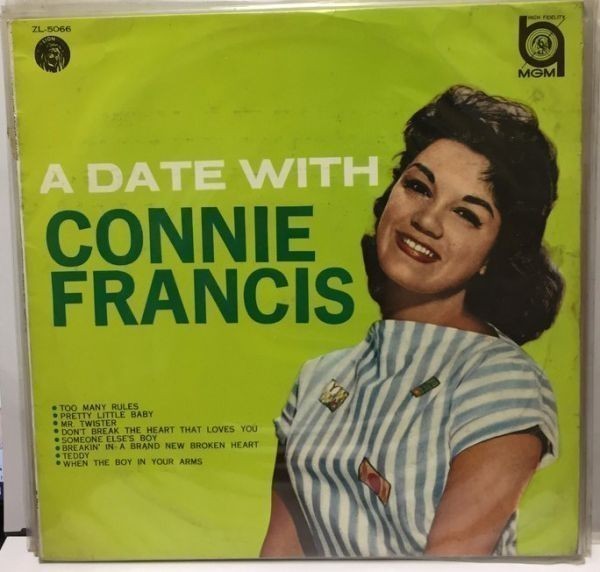 ZL-5066
LION
HIGH FIDELITY
MGM
A DATE WITH
CONNIE
FRANCIS
• TOO MANY RULES
• PRETTY LITTLE BABY
• MR. TWISTER
• DON'T BREAK THE HEART THAT LOVES YOU
• SOMEONE ELSE'S BOY
• BREAKIN' IN A BRAND NEW BROKEN HEART
• TEDDY
• WHEN THE BOY IN YOUR ARMS